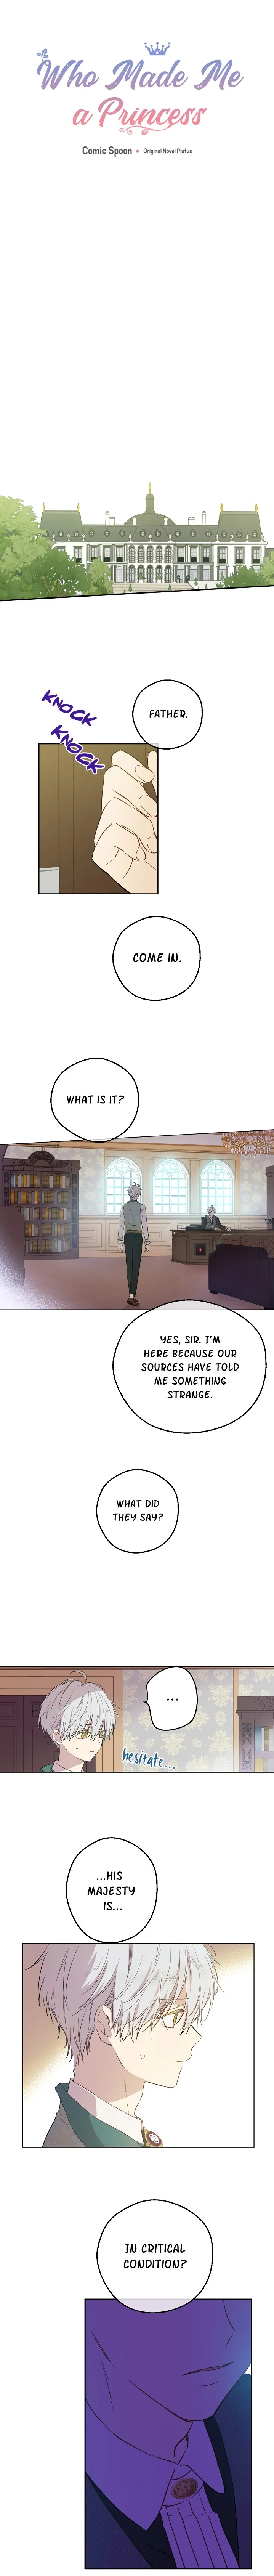 Who Made Me
a Princess
Comic Spoon • Original Novel Plutus
KNOCK
KNOCK
FATHER.
COME IN.
WHAT IS IT?
YES, SIR. I'M
HERE BECAUSE OUR
SOURCES HAVE TOLD
ME SOMETHING
STRANGE.
WHAT DID
THEY SAY?
...
hesitate...
...HIS
MAJESTY
IS...
IN CRITICAL
CONDITION?